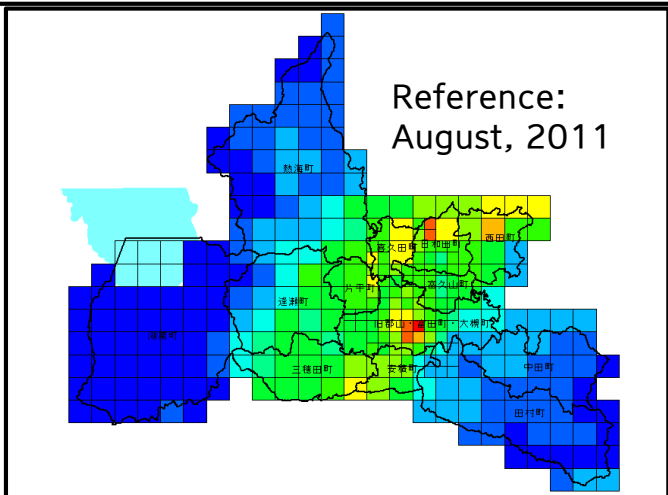 Reference:
August, 2011
熱海町
喜久田町
日和田町
西田町
片平町
富久山町
逢瀬町
旧郡山・富田町・大槻町
三穂田町
安積町
中田町
田村町